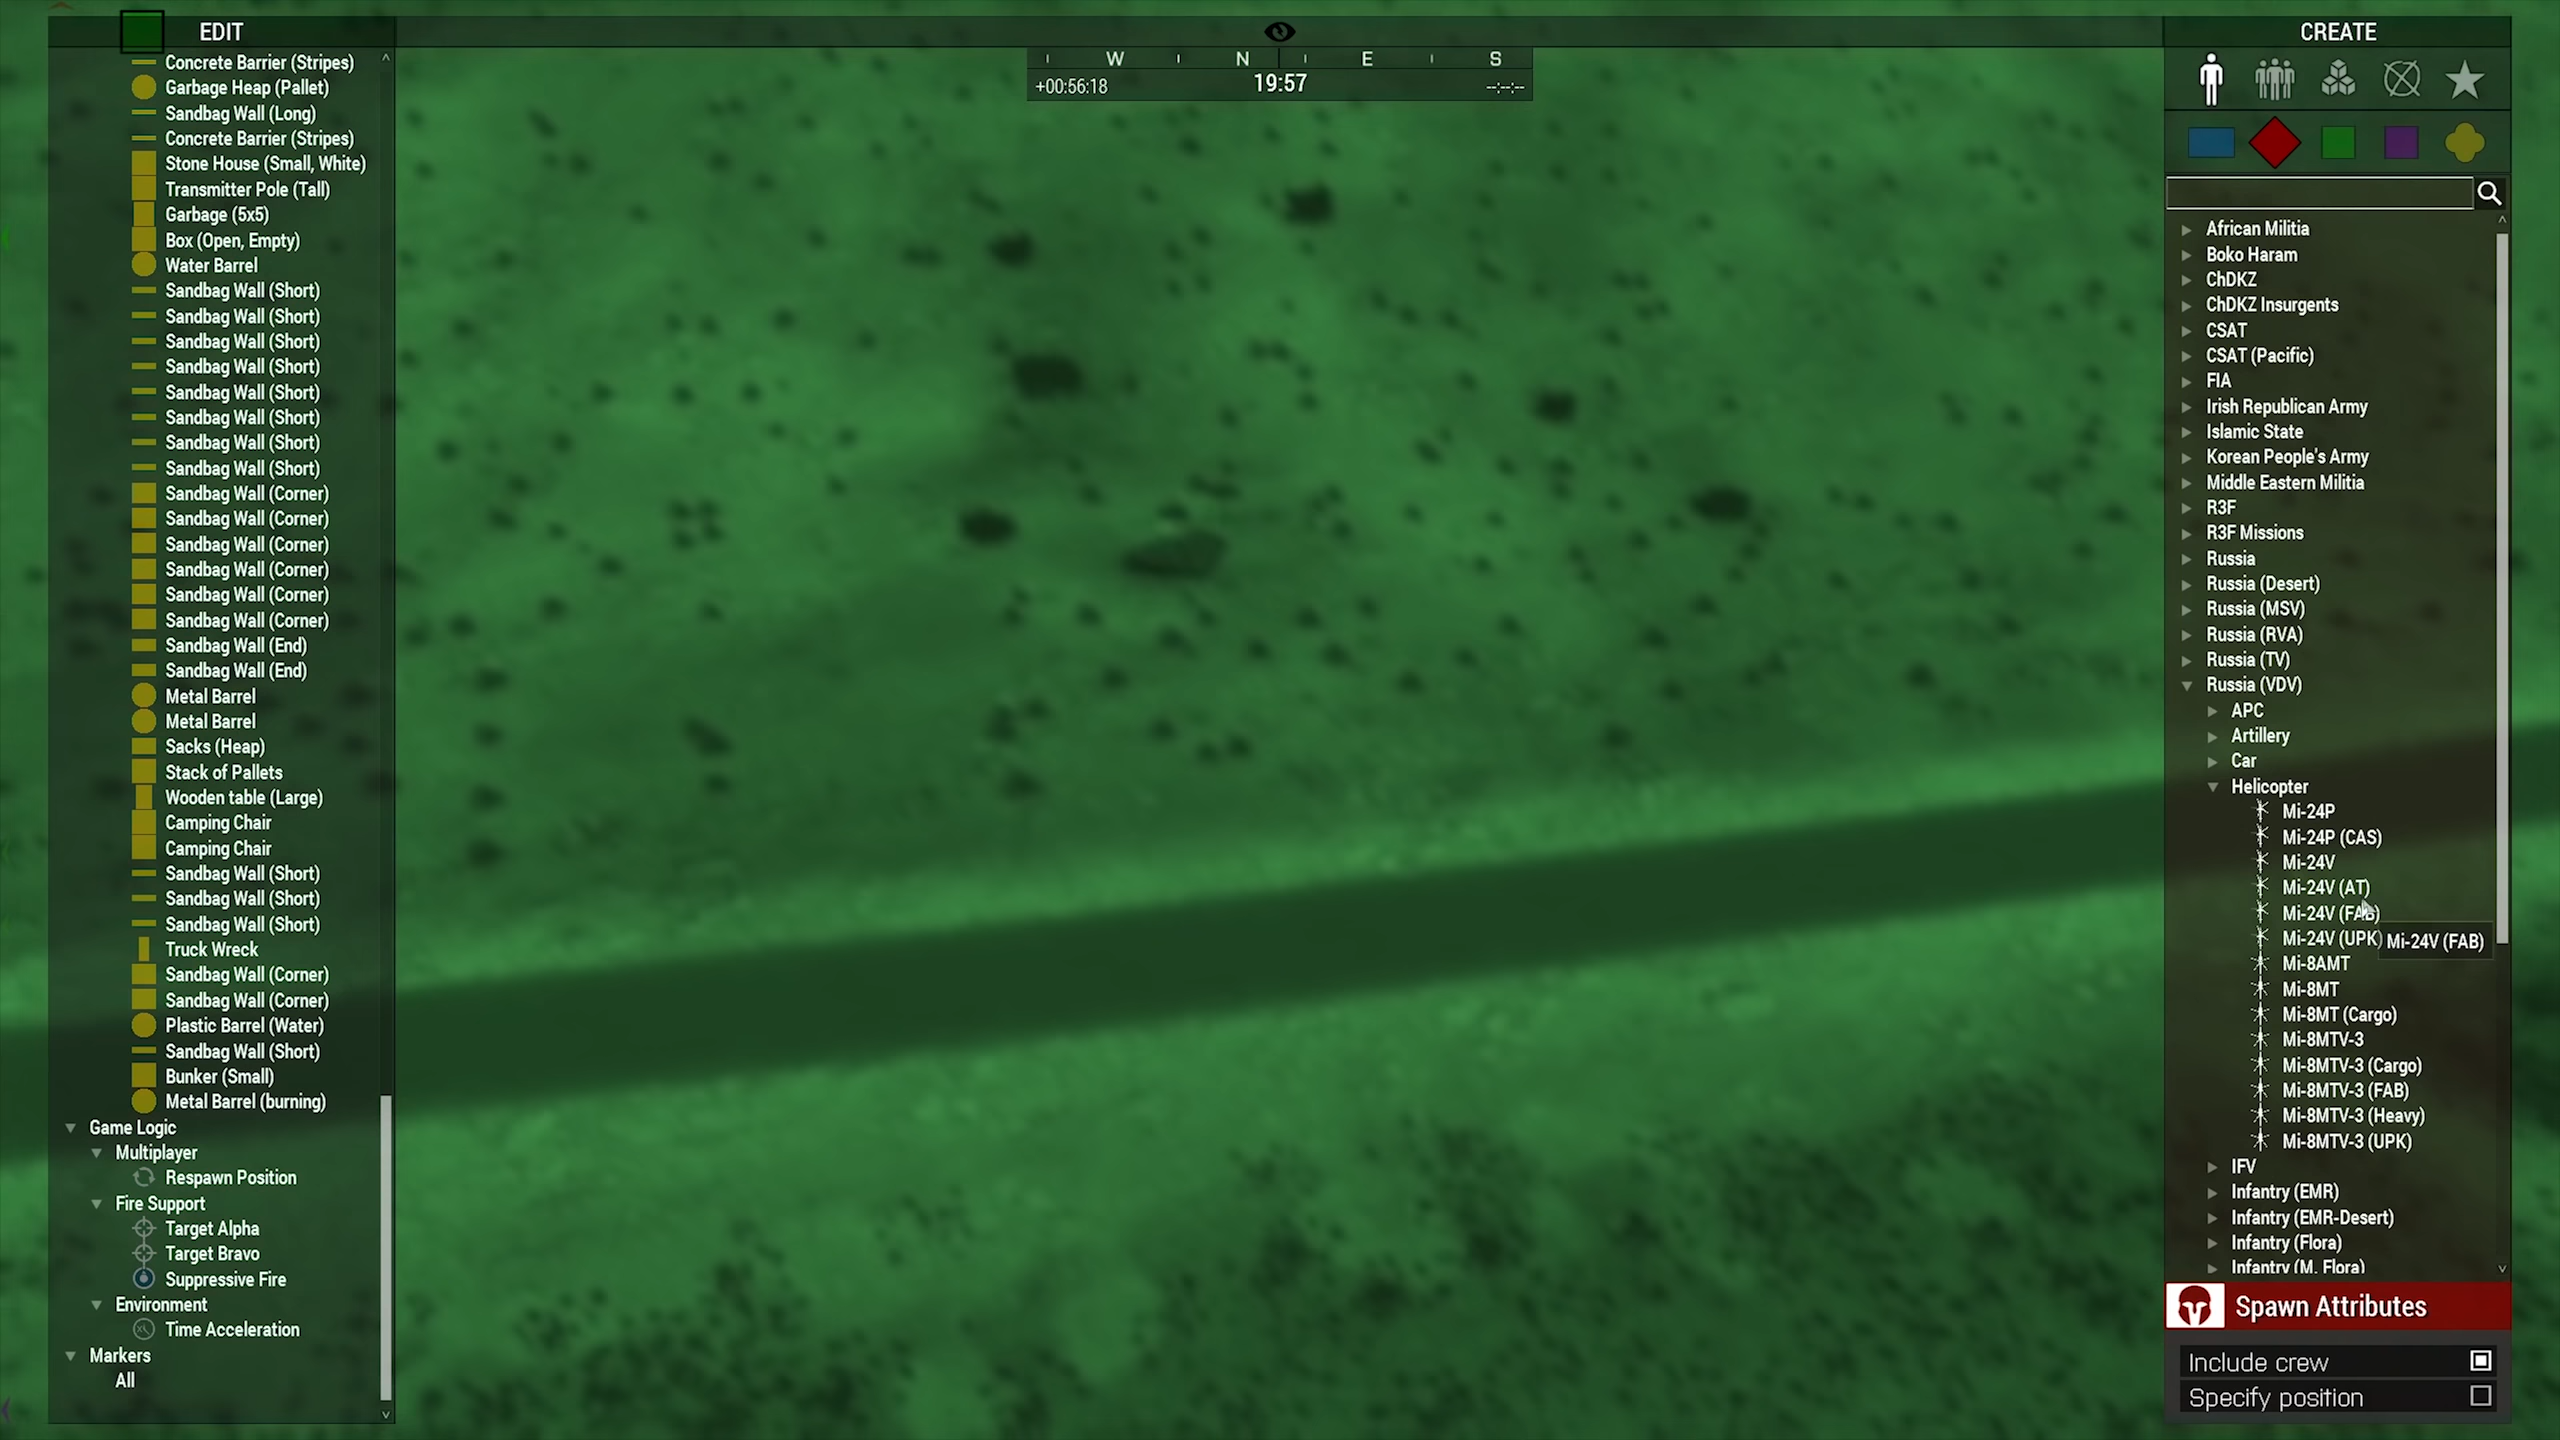 EDIT
Concrete Barrier (Stripes)
Garbage Heap (Pallet)
Sandbag Wall (Long)
Concrete Barrier (Stripes)
Stone House (Small, White)
Transmitter Pole (Tall)
Garbage (5x5)
Box (Open, Empty)
Water Barrel
Sandbag Wall (Short)
Sandbag Wall (Short)
Sandbag Wall (Short)
Sandbag Wall (Short)
Sandbag Wall (Short)
Sandbag Wall (Short)
Sandbag Wall (Short)
Sandbag Wall (Short)
Sandbag Wall (Corner)
Sandbag Wall (Corner)
Sandbag Wall (Corner)
Sandbag Wall (Corner)
Sandbag Wall (Corner)
Sandbag Wall (Corner)
Sandbag Wall (End)
Sandbag Wall (End)
Metal Barrel
Metal Barrel
Sacks (Heap)
Stack of Pallets
Wooden table (Large)
Camping Chair
Camping Chair
Sandbag Wall (Short)
Sandbag Wall (Short)
Sandbag Wall (Short)
Truck Wreck
Sandbag Wall (Corner)
Sandbag Wall (Corner)
Plastic Barrel (Water)
Sandbag Wall (Short)
Bunker (Small)
Metal Barrel (burning)
Game Logic
Multiplayer
Respawn Position
Fire Support
Target Alpha
Target Bravo
Suppressive Fire
Environment
Time Acceleration
Markers
All
W N E S
+00:56:18 19:57 --:--:--
CREATE
African Militia
Boko Haram
ChDKZ
ChDKZ Insurgents
CSAT
CSAT (Pacific)
FIA
Irish Republican Army
Islamic State
Korean People's Army
Middle Eastern Militia
R3F
R3F Missions
Russia
Russia (Desert)
Russia (MSV)
Russia (RVA)
Russia (TV)
Russia (VDV)
APC
Artillery
Car
Helicopter
Mi-24P
Mi-24P (CAS)
Mi-24V
Mi-24V (AT)
Mi-24V (FAB)
Mi-24V (UPK)
Mi-24V (FAB)
Mi-8AMT
Mi-8MT
Mi-8MT (Cargo)
Mi-8MTV-3
Mi-8MTV-3 (Cargo)
Mi-8MTV-3 (FAB)
Mi-8MTV-3 (Heavy)
Mi-8MTV-3 (UPK)
IFV
Infantry (EMR)
Infantry (EMR-Desert)
Infantry (Flora)
Infantry (M. Flora)
Spawn Attributes
Include crew
Specify position